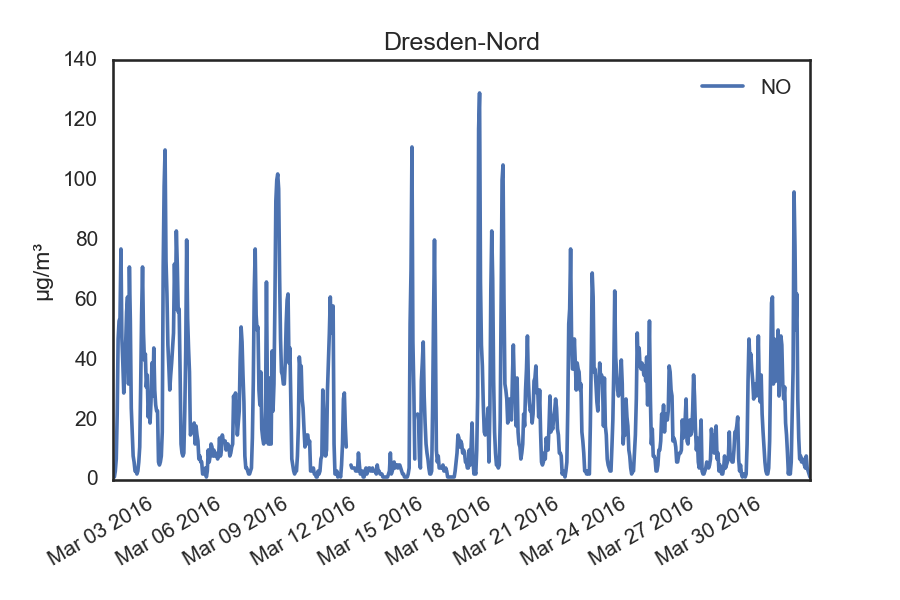 Dresden-Nord
140
120
100
80
60
40
20
0
µg/m³
NO
Mar 03 2016
Mar 06 2016
Mar 09 2016
Mar 12 2016
Mar 15 2016
Mar 18 2016
Mar 21 2016
Mar 24 2016
Mar 27 2016
Mar 30 2016